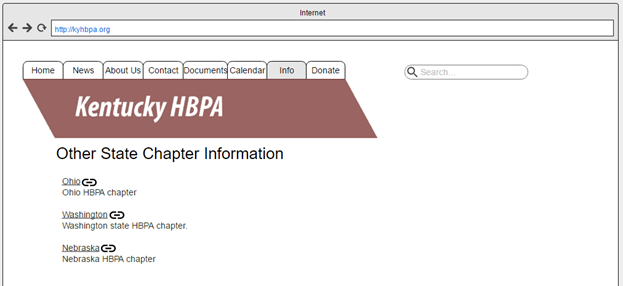 Internet
http://kyhbpa.org
Home News About Us Contact Documents Calendar Info Donate
Search...
Kentucky HBPA
Other State Chapter Information
Ohio
Ohio HBPA chapter
Washington
Washington state HBPA chapter.
Nebraska
Nebraska HBPA chapter